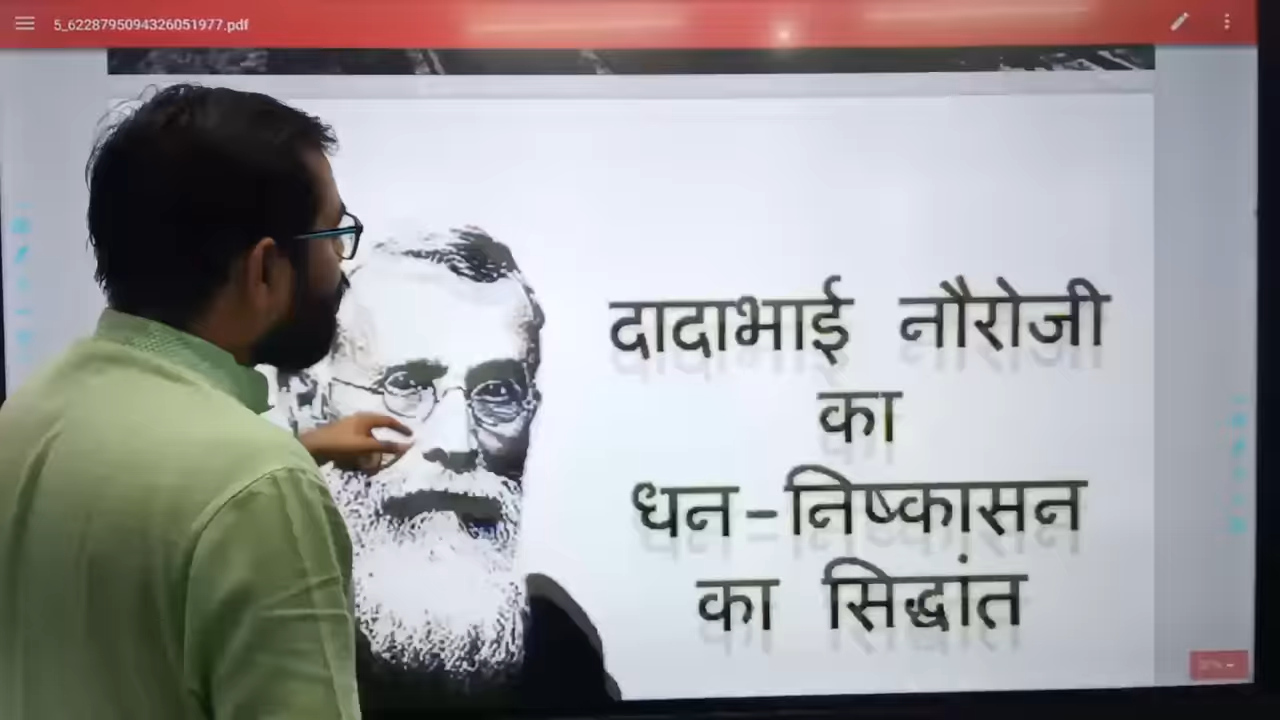 5_6228795094326051977.pdf
दादाभाई नौरोजी
का
धन-निष्कासन
का सिद्धांत